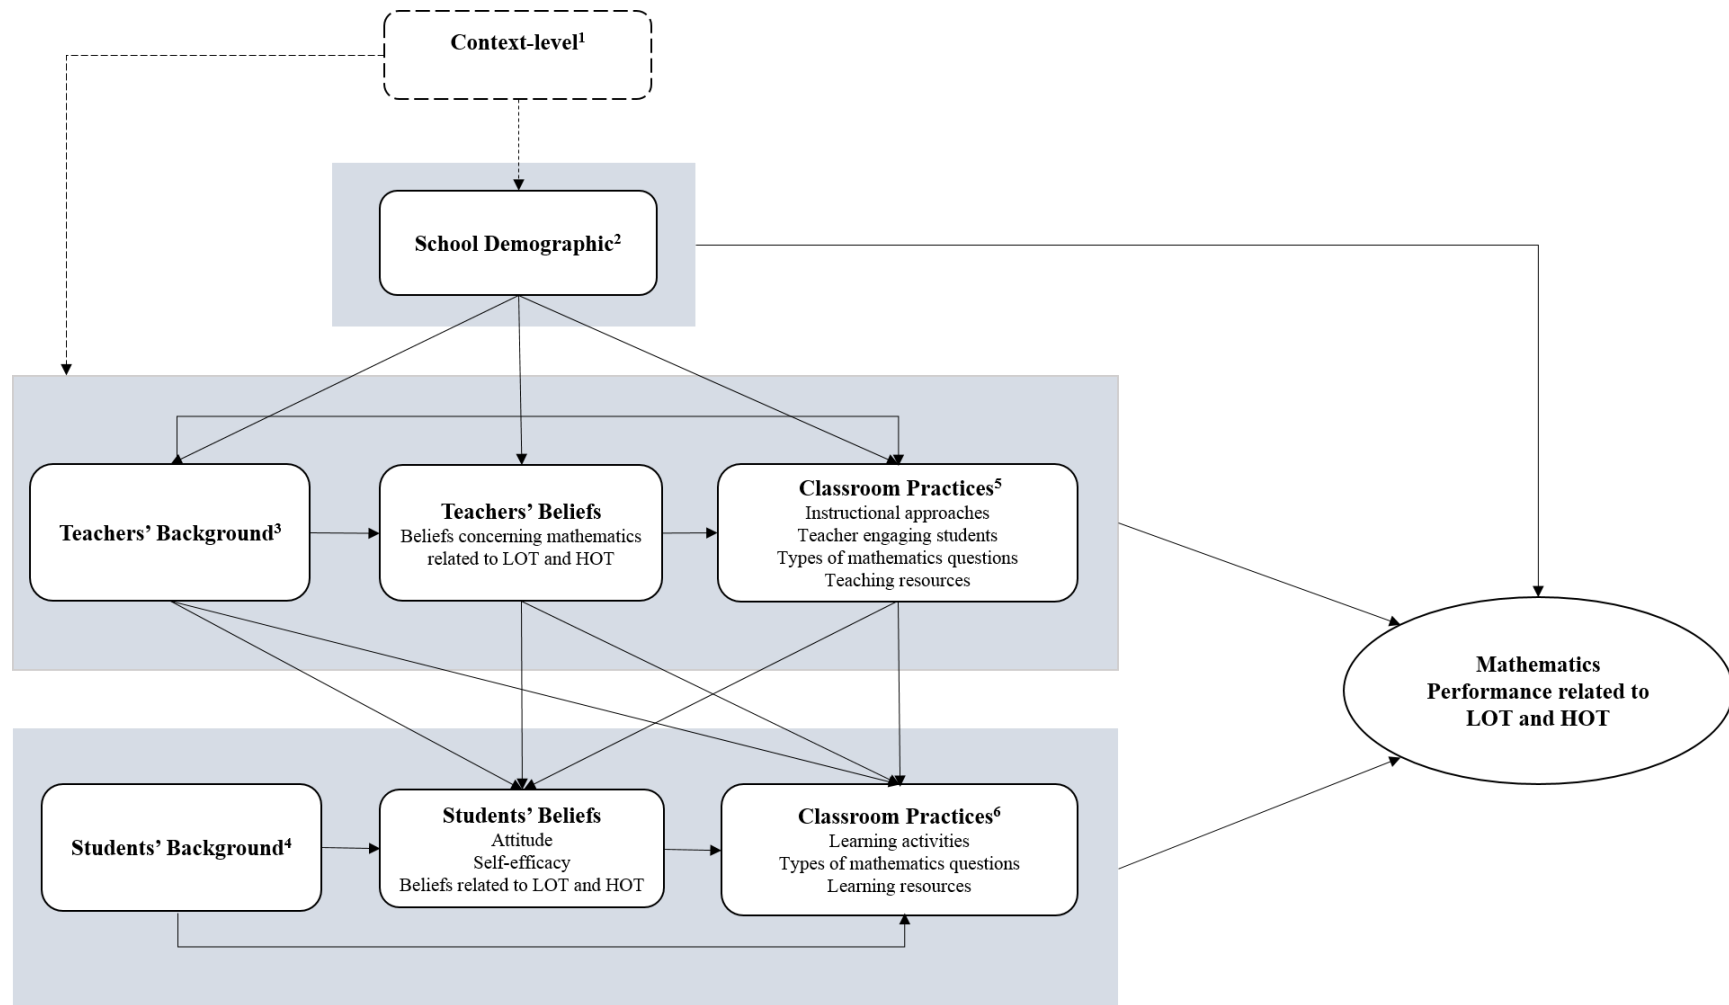 Context-level¹
School Demographic²
Teachers’ Background³
Teachers’ Beliefs
Beliefs concerning mathematics
related to LOT and HOT
Classroom Practices⁵
Instructional approaches
Teacher engaging students
Types of mathematics questions
Teaching resources
Mathematics
Performance related to
LOT and HOT
Students’ Background⁴
Students’ Beliefs
Attitude
Self-efficacy
Beliefs related to LOT and HOT
Classroom Practices⁶
Learning activities
Types of mathematics questions
Learning resources